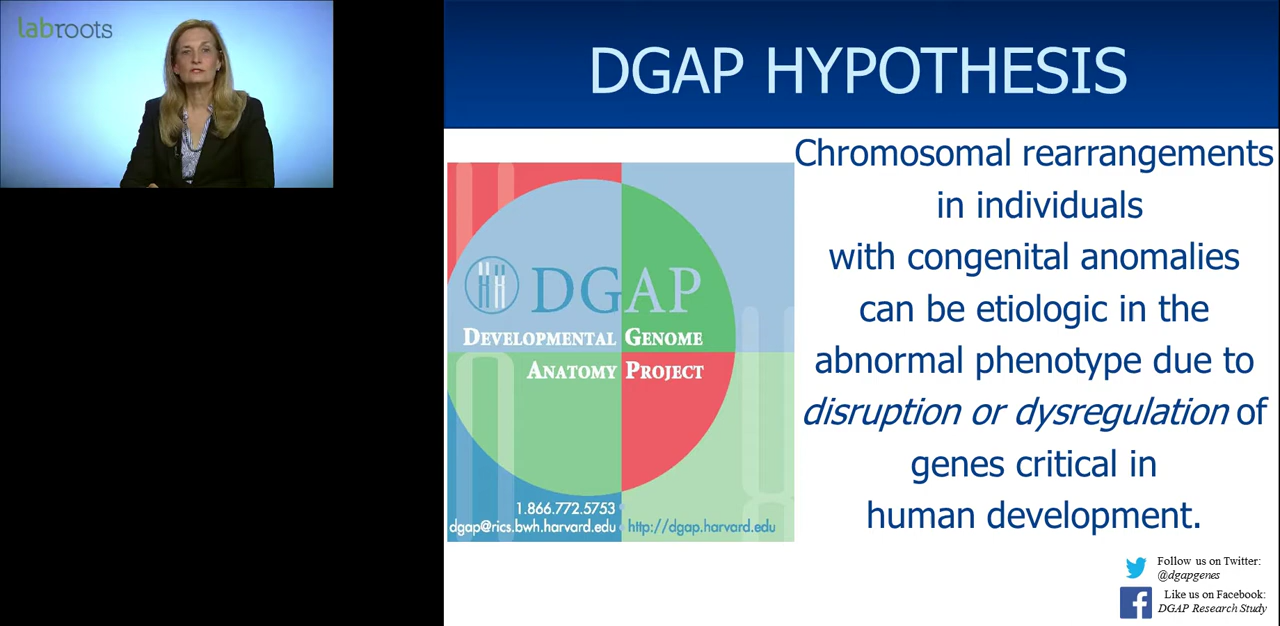 labroots
DGAP HYPOTHESIS
DGAP
DEVELOPMENTAL GENOME
ANATOMY PROJECT
1.866.772.5753
dgap@rics.bwh.harvard.edu
http://dgap.harvard.edu
Chromosomal rearrangements
in individuals
with congenital anomalies
can be etiologic in the
abnormal phenotype due to
disruption or dysregulation of
genes critical in
human development.
Follow us on Twitter:
@dgapgenes
Like us on Facebook:
DGAP Research Study